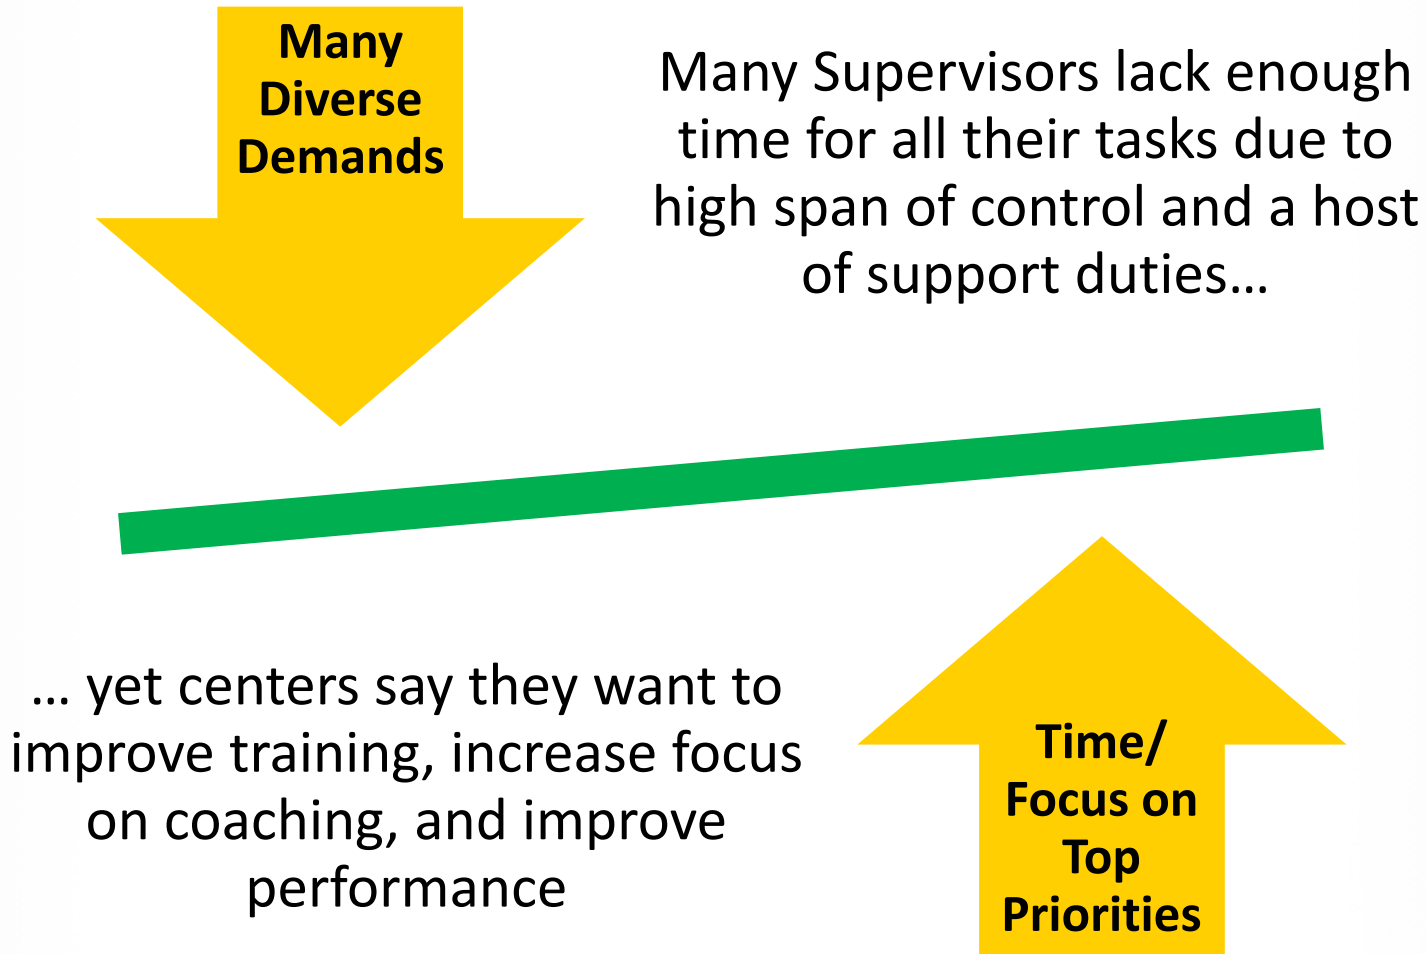 Many
Diverse
Demands
Many Supervisors lack enough
time for all their tasks due to
high span of control and a host
of support duties…
… yet centers say they want to
improve training, increase focus
on coaching, and improve
performance
Time/
Focus on
Top
Priorities